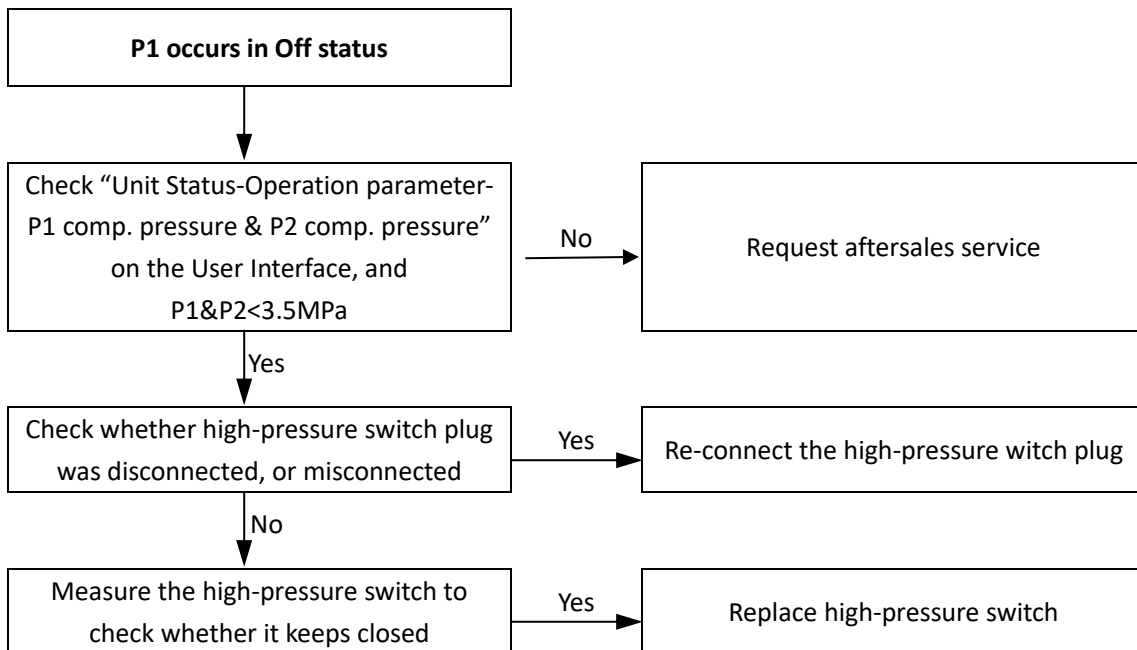 P1 occurs in Off status
Check “Unit Status-Operation parameter-
P1 comp. pressure & P2 comp. pressure”
on the User Interface, and
P1&P2<3.5MPa
No
Request aftersales service
Yes
Check whether high-pressure switch plug
was disconnected, or misconnected
Yes
Re-connect the high-pressure witch plug
No
Measure the high-pressure switch to
check whether it keeps closed
Yes
Replace high-pressure switch